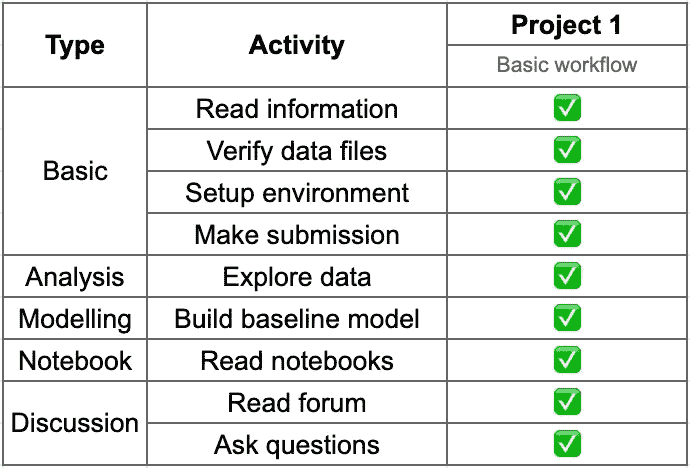 Type Activity Project 1
Basic workflow
Basic Read information ✅
Verify data files ✅
Setup environment ✅
Make submission ✅
Analysis Explore data ✅
Modelling Build baseline model ✅
Notebook Read notebooks ✅
Discussion Read forum ✅
Ask questions ✅